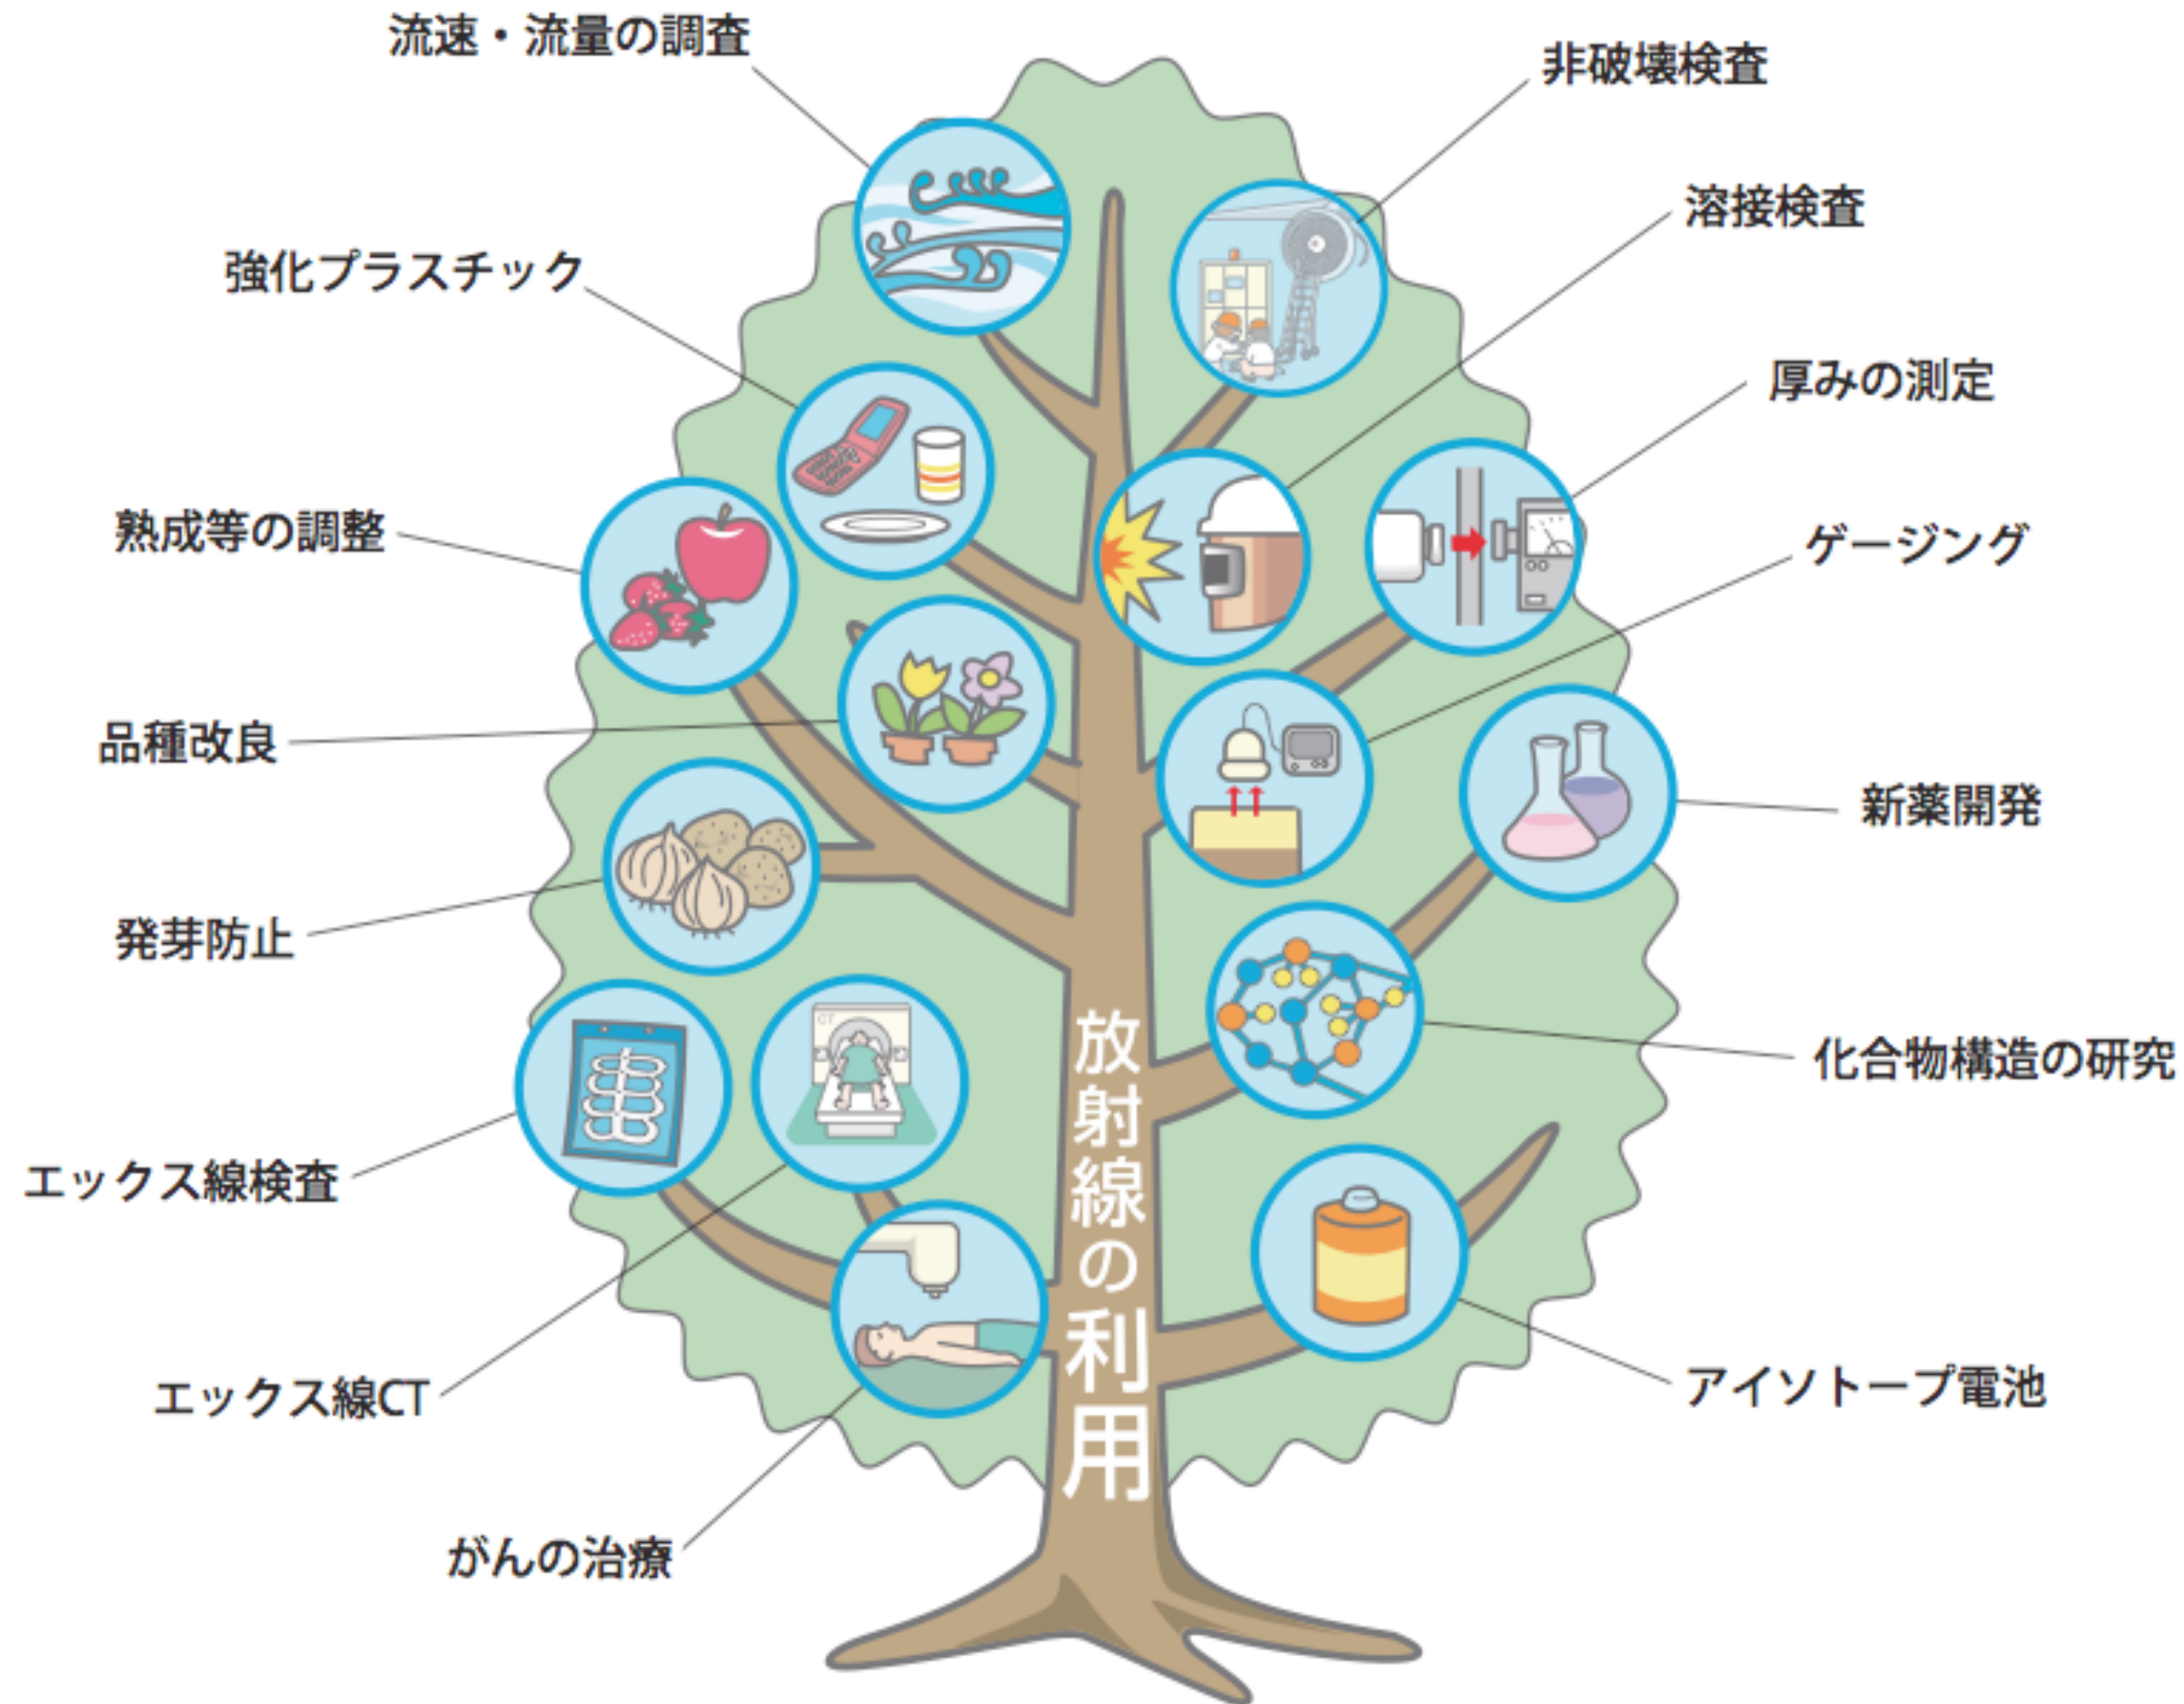 流速・流量の調査
非破壊検査
溶接検査
強化プラスチック
厚みの測定
熟成等の調整
ゲージング
品種改良
新薬開発
発芽防止
CT
化合物構造の研究
エックス線検査
エックス線CT
アイソトープ電池
がんの治療
放射線の利用